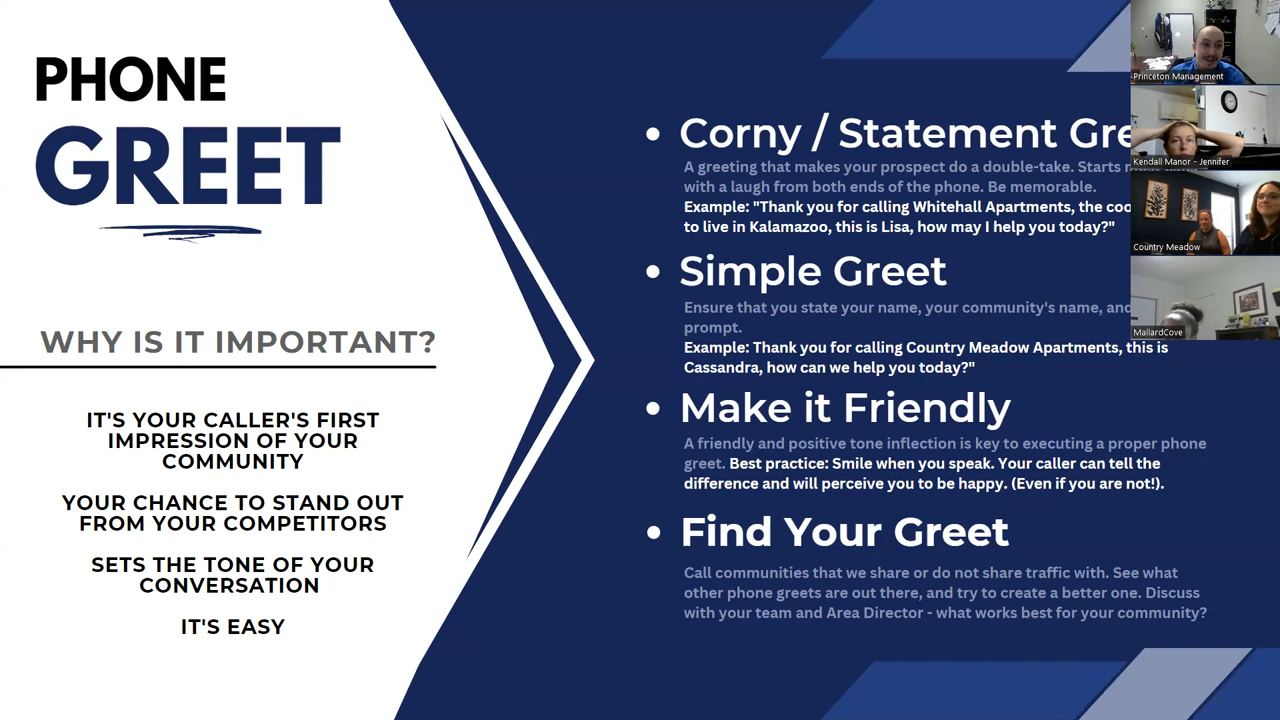 PHONE
GREET
WHY IS IT IMPORTANT?
IT'S YOUR CALLER'S FIRST
IMPRESSION OF YOUR
COMMUNITY
YOUR CHANCE TO STAND OUT
FROM YOUR COMPETITORS
SETS THE TONE OF YOUR
CONVERSATION
IT'S EASY
• Corny / Statement Gre
A greeting that makes your prospect do a double-take. Starts
with a laugh from both ends of the phone. Be memorable.
Example: "Thank you for calling Whitehall Apartments, the coo
to live in Kalamazoo, this is Lisa, how may I help you today?"
• Simple Greet
Ensure that you state your name, your community's name, and
prompt.
Example: Thank you for calling Country Meadow Apartments, this is
Cassandra, how can we help you today?"
• Make it Friendly
A friendly and positive tone inflection is key to executing a proper phone
greet. Best practice: Smile when you speak. Your caller can tell the
difference and will perceive you to be happy. (Even if you are not!).
• Find Your Greet
Call communities that we share or do not share traffic with. See what
other phone greets are out there, and try to create a better one. Discuss
with your team and Area Director - what works best for your community?
Princeton Management
Kendall Manor - Jennifer
Country Meadow
MallardCove